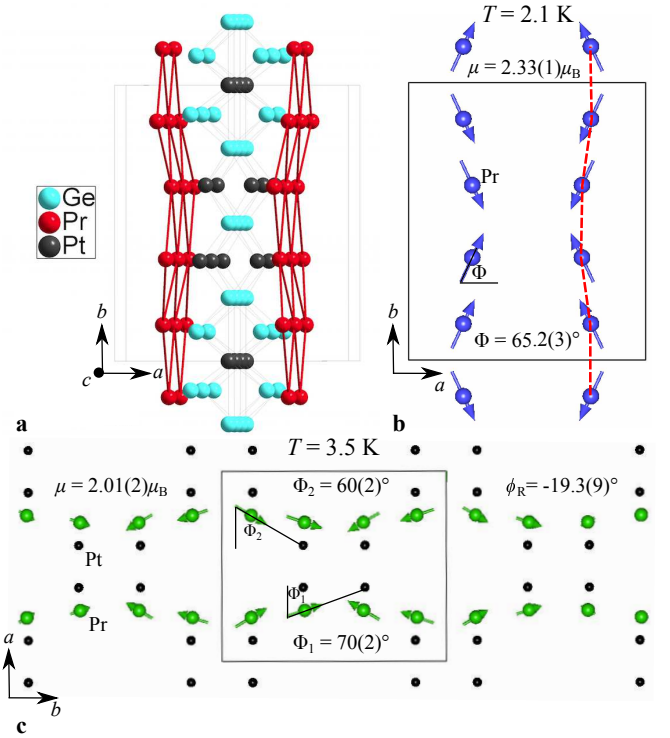 T = 2.1 K
μ = 2.33(1)μB
Ge
Pr
Pt
Pr
Φ
Φ = 65.2(3)°
b
c
a
a
b
a
b
T = 3.5 K
μ = 2.01(2)μB
Φ2 = 60(2)°
ϕR= -19.3(9)°
Φ2
Pt
Φ1
Pr
Φ1 = 70(2)°
a
b
c